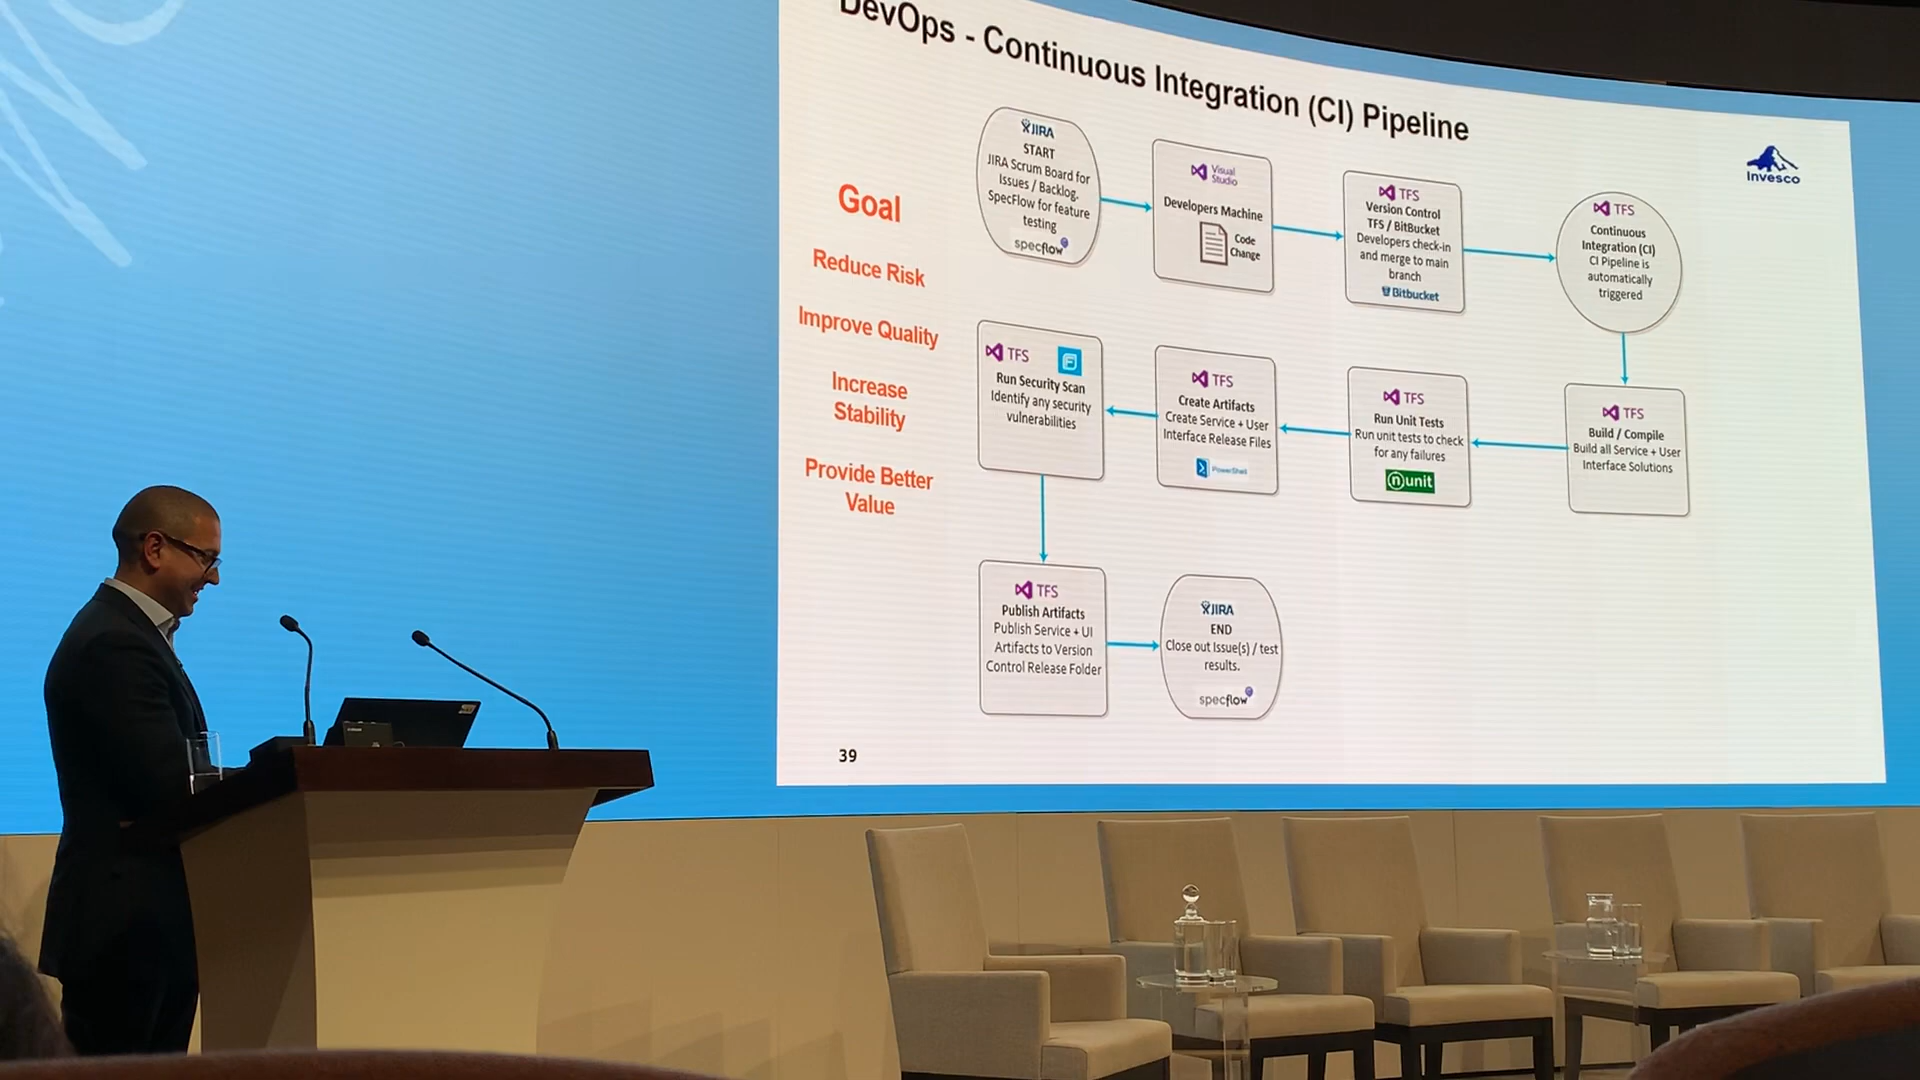 DevOps - Continuous Integration (CI) Pipeline
Invesco
Goal
Reduce Risk
Improve Quality
Increase
Stability
Provide Better
Value
JIRA
START
JIRA Scrum Board for
Issues / Backlog.
SpecFlow for feature
testing
specflow
Visual
Studio
Developers Machine
Code
Change
TFS
Version Control
TFS / BitBucket
Developers check-in
and merge to main
branch
Bitbucket
TFS
Continuous
Integration (CI)
CI Pipeline is
automatically
triggered
TFS
Build / Compile
Build all Service + User
Interface Solutions
TFS
Run Unit Tests
Run unit tests to check
for any failures
nunit
TFS
Create Artifacts
Create Service + User
Interface Release Files
PowerShell
TFS
Run Security Scan
Identify any security
vulnerabilities
TFS
Publish Artifacts
Publish Service + UI
Artifacts to Version
Control Release Folder
JIRA
END
Close out Issue(s) / test
results.
specflow
39